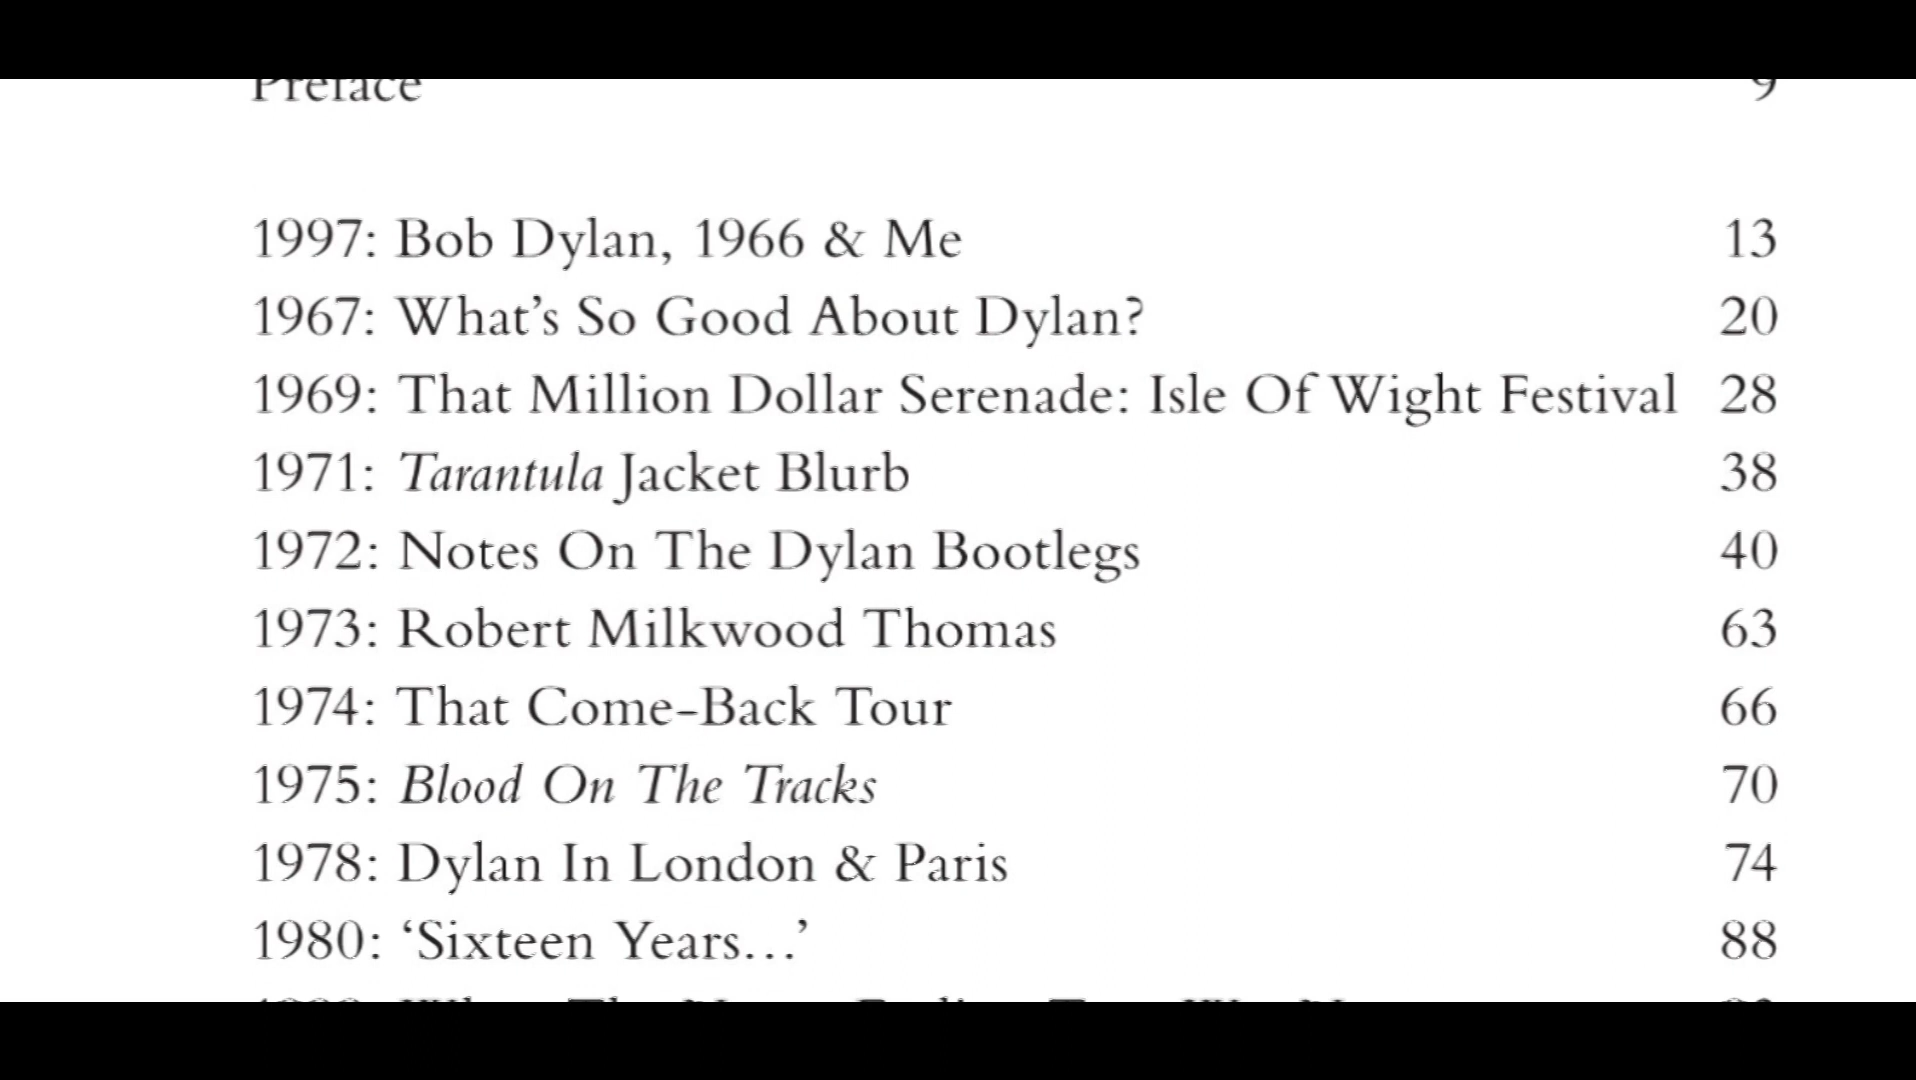 Preface 9
1997: Bob Dylan, 1966 & Me 13
1967: What’s So Good About Dylan? 20
1969: That Million Dollar Serenade: Isle Of Wight Festival 28
1971: Tarantula Jacket Blurb 38
1972: Notes On The Dylan Bootlegs 40
1973: Robert Milkwood Thomas 63
1974: That Come-Back Tour 66
1975: Blood On The Tracks 70
1978: Dylan In London & Paris 74
1980: ‘Sixteen Years…’ 88